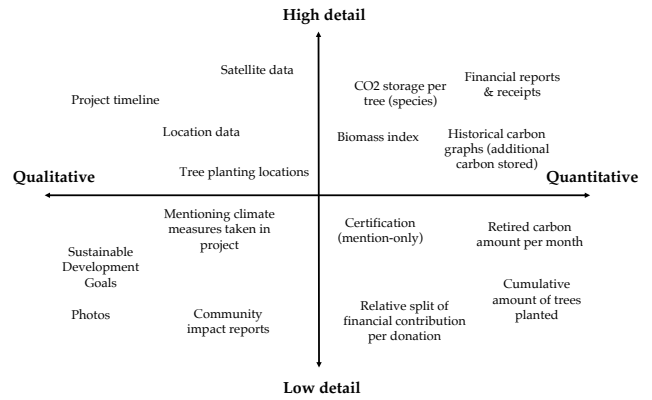 High detail
Satellite data
Project timeline
CO2 storage per
tree (species)
Financial reports
& receipts
Location data
Biomass index
Historical carbon
graphs (additional
carbon stored)
Tree planting locations
Qualitative
Quantitative
Mentioning climate
measures taken in
project
Certification
(mention-only)
Retired carbon
amount per month
Sustainable
Development
Goals
Cumulative
amount of trees
planted
Photos
Community
impact reports
Relative split of
financial contribution
per donation
Low detail